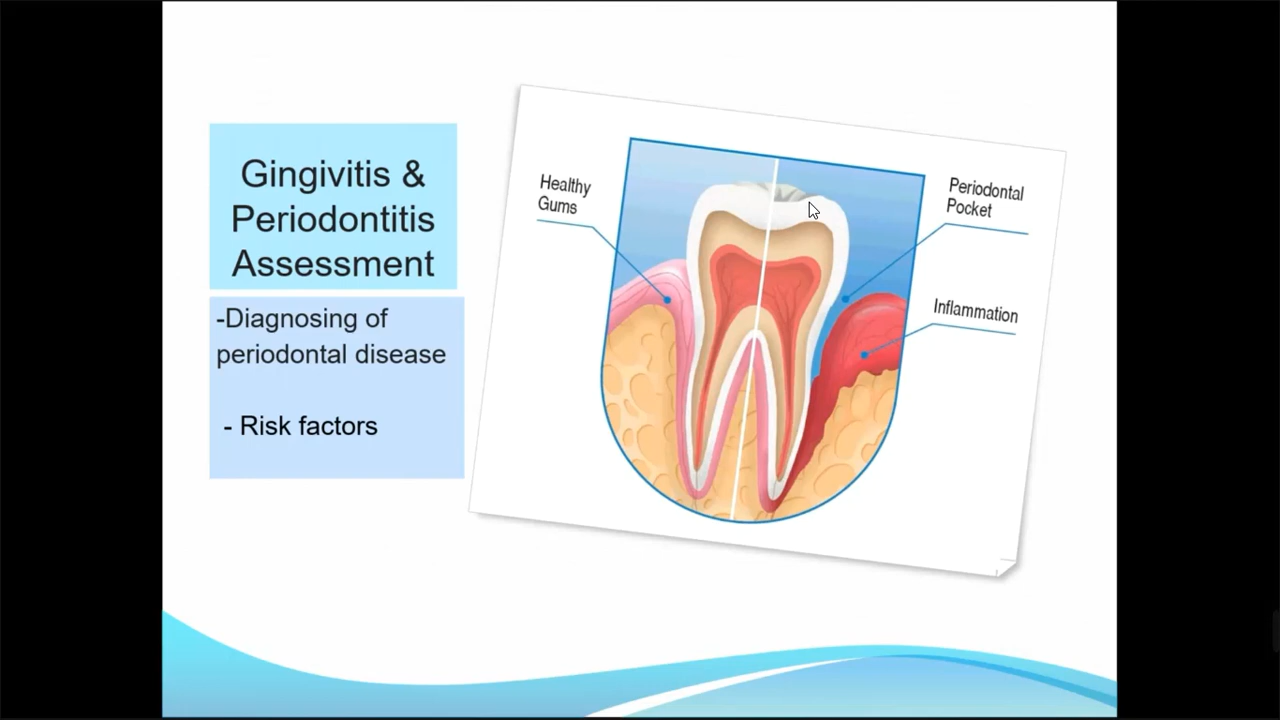 Gingivitis &
Periodontitis
Assessment
-Diagnosing of
periodontal disease
- Risk factors
Healthy
Gums
Periodontal
Pocket
Inflammation